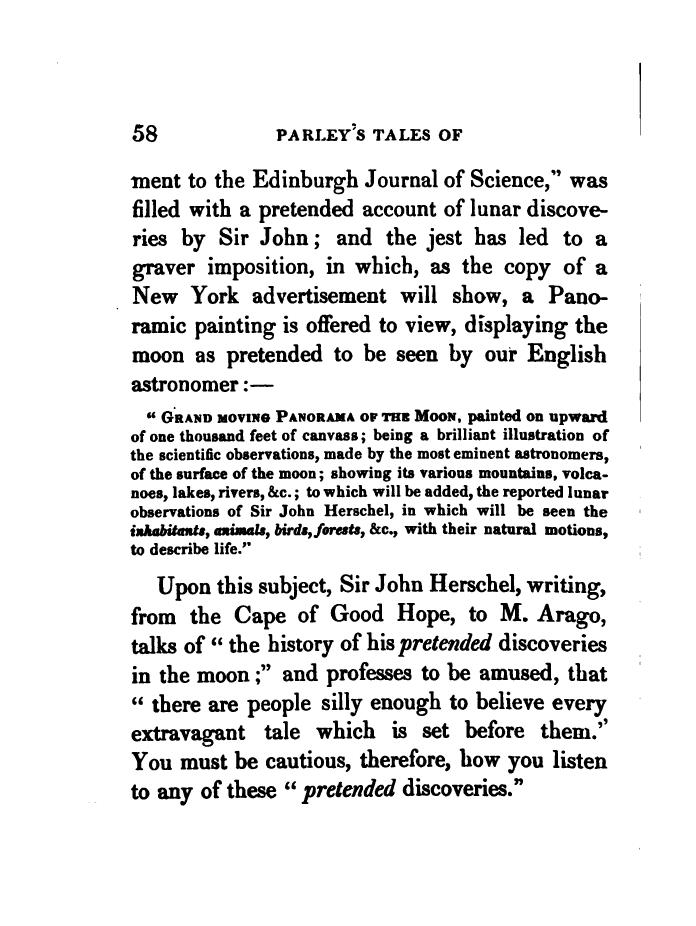 58 PARLEY'S TALES OF
ment to the Edinburgh Journal of Science," was
filled with a pretended account of lunar discove-
ries by Sir John; and the jest has led to a
graver imposition, in which, as the copy of a
New York advertisement will show, a Pano-
ramic painting is offered to view, displaying the
moon as pretended to be seen by our English
astronomer:—
" GRAND MOVING PANORAMA OF THE MOON, painted on upward
of one thousand feet of canvass; being a brilliant illustration of
the scientific observations, made by the most eminent astronomers,
of the surface of the moon; showing its various mountains, volca-
noes, lakes, rivers, &c.; to which will be added, the reported lunar
observations of Sir John Herschel, in which will be seen the
inhabitants, animals, birds, forests, &c., with their natural motions,
to describe life."
Upon this subject, Sir John Herschel, writing,
from the Cape of Good Hope, to M. Arago,
talks of " the history of his pretended discoveries
in the moon;" and professes to be amused, that
" there are people silly enough to believe every
extravagant tale which is set before them."
You must be cautious, therefore, how you listen
to any of these " pretended discoveries."